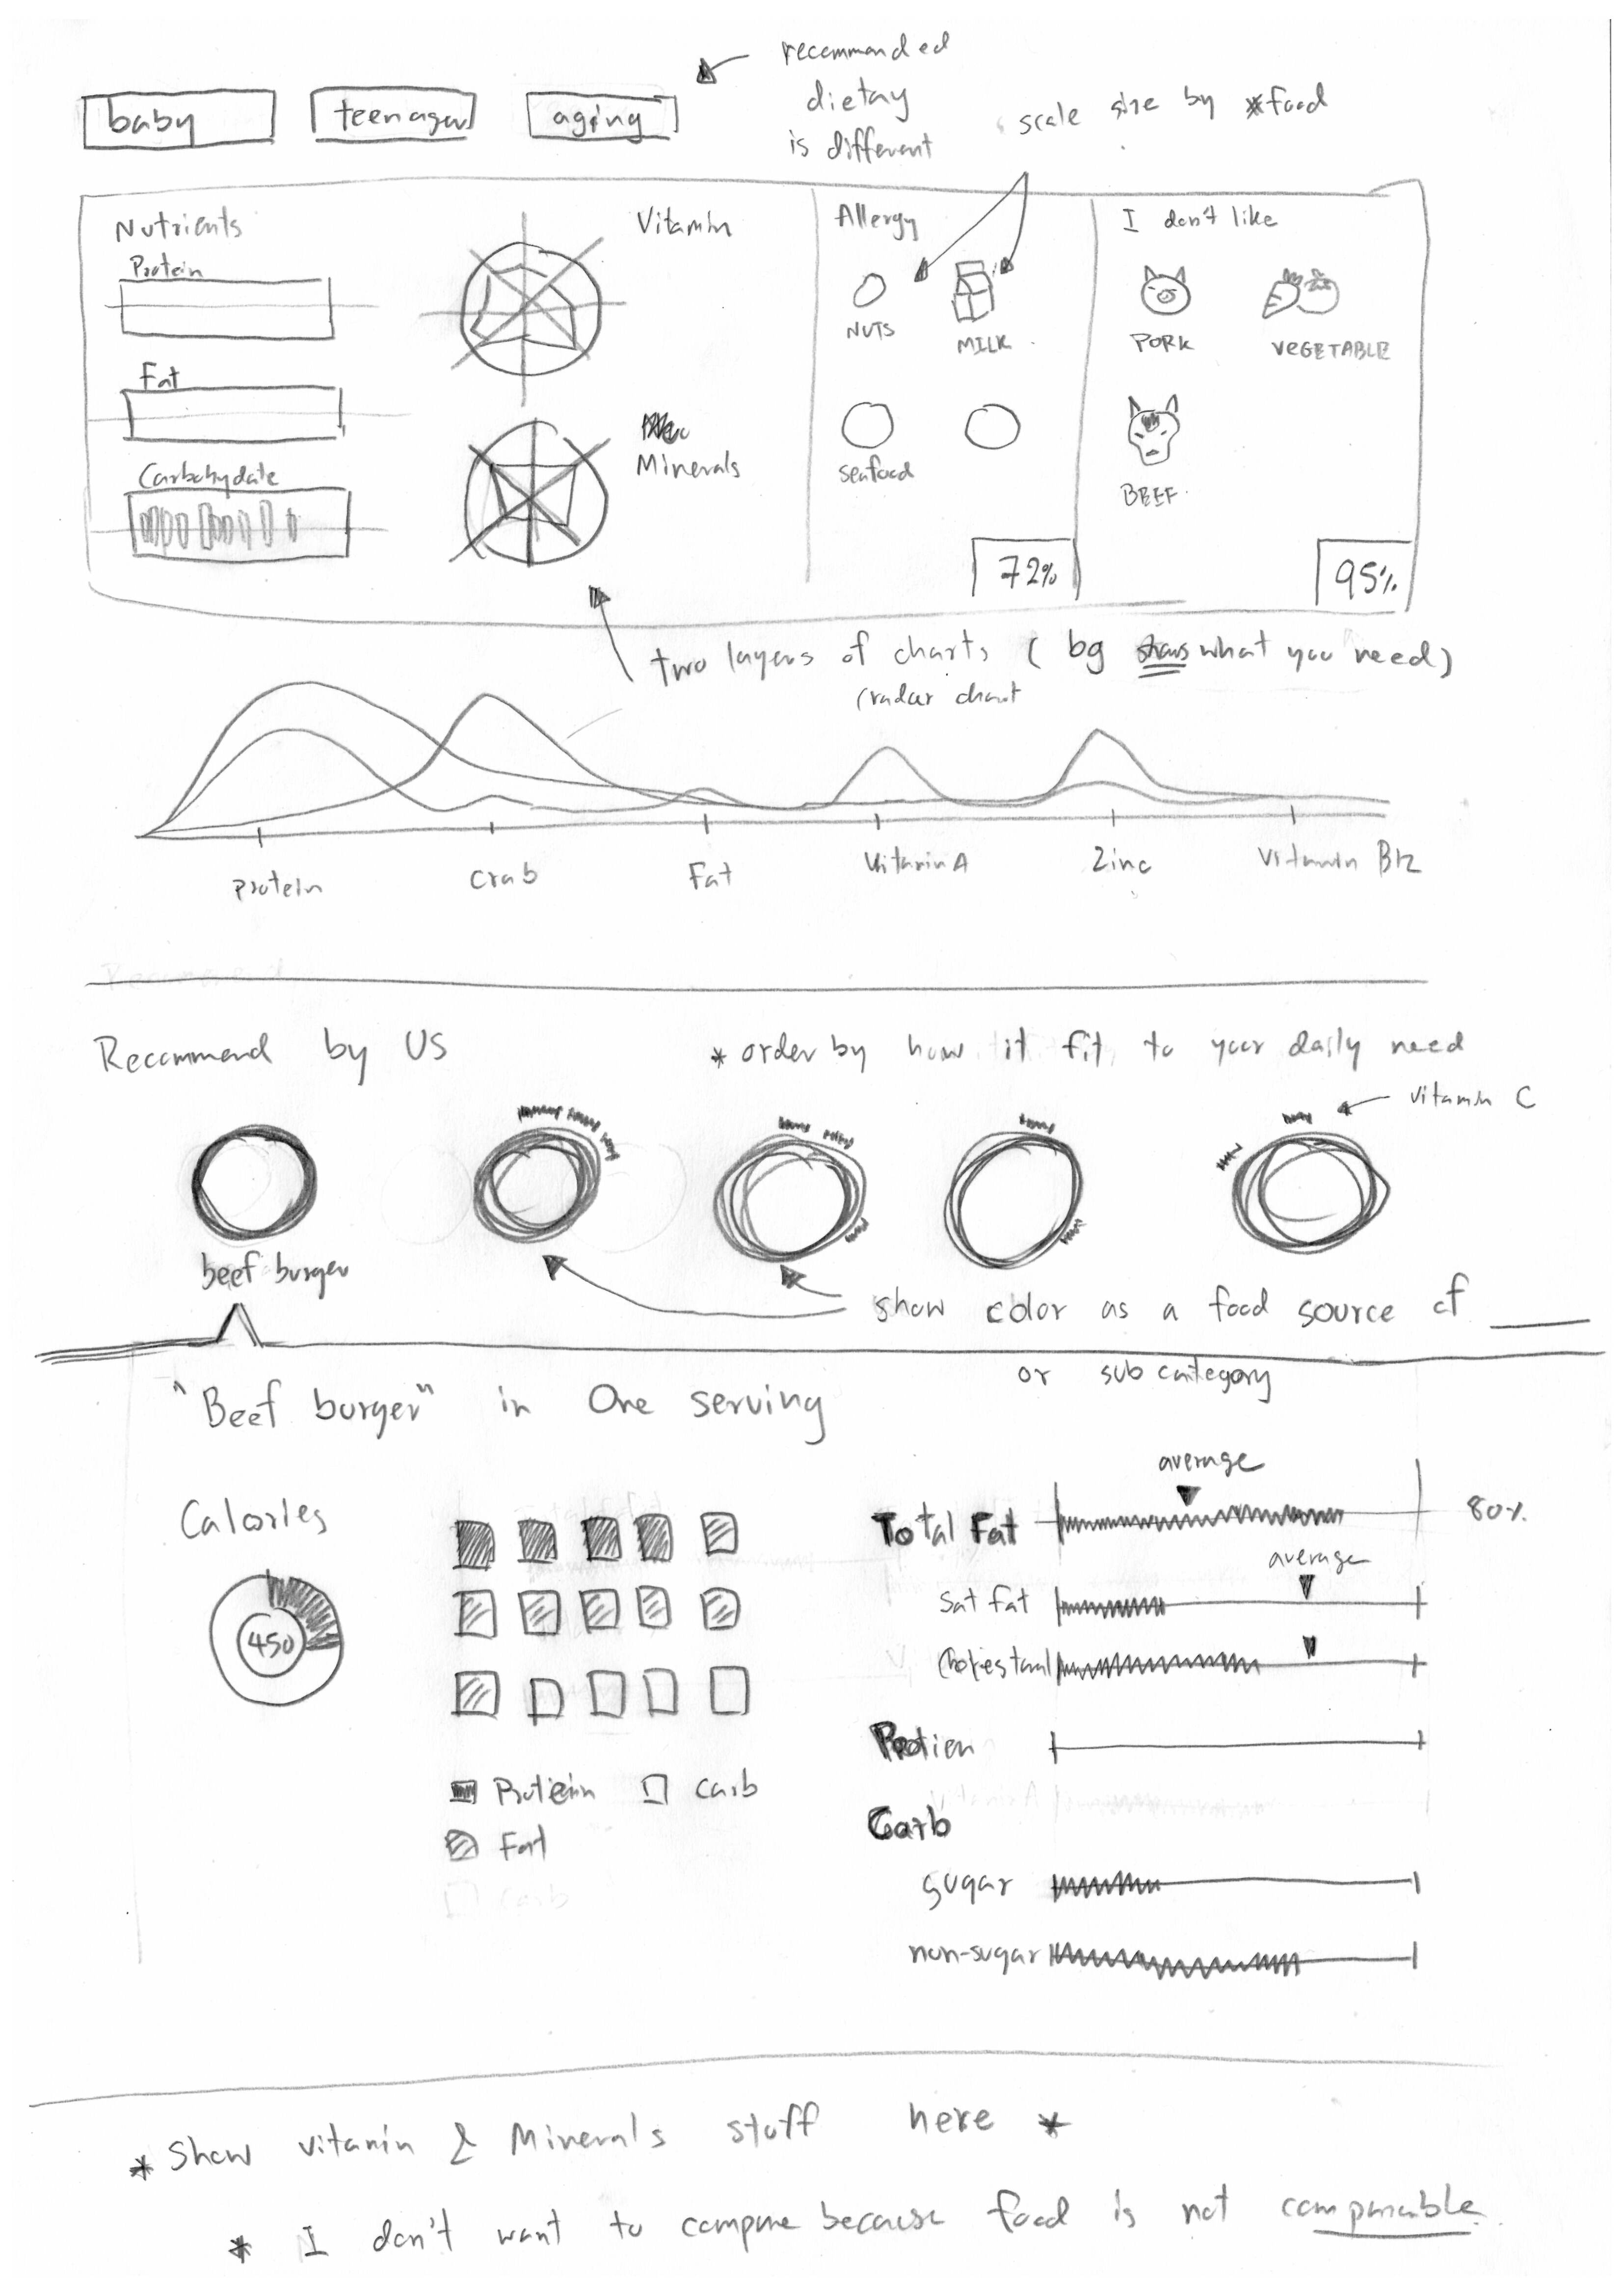 recommanded
dietay
is different
scale size by *food
baby
teenager
aging
Nutrients
Protein
Fat
Carbohydate
Vitamin
Minerals
Allergy
NUTS
MILK
Seafood
72%
I don't like
PORK
VEGETABLE
BEEF
95%
two layers of charts ( bg shows what you need)
(radar chart
protein
Crab
Fat
Vitamin A
Zinc
Vitamin B12
Recommend by US
* order by how it fit to your daily need
vitamin C
beef burger
show color as a food source of
or sub category
"Beef burger" in One serving
Calories
450
Protein
Carb
Fat
Carb
average
Total Fat
80%
average
Sat fat
Protien
Carb
sugar
non-sugar
* Show vitamin & Minerals stuff here *
* I don't want to compare because food is not comparable